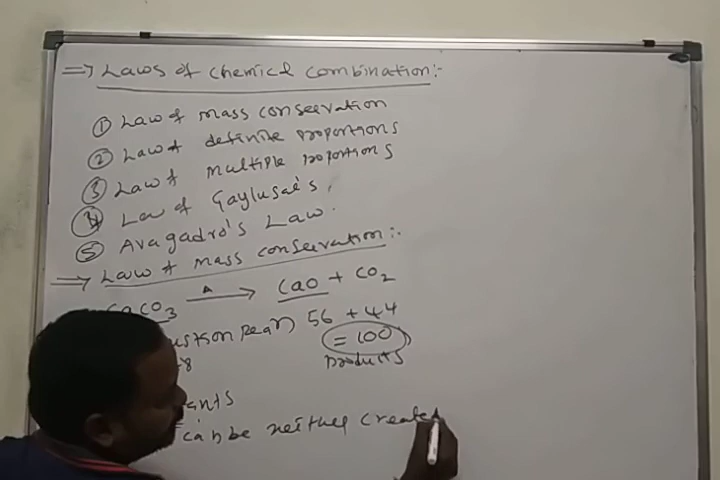 => Laws of chemical combination:-
① Law of mass conservation
② Law of definite proportions
③ Law of multiple proportions
④ Law of Gaylusac's.
⑤ Avagadro's Law.
=> Law of mass conservation:-
CaCO3 Δ→ CaO + CO2
56 + 44
= 100
products
can be neither create